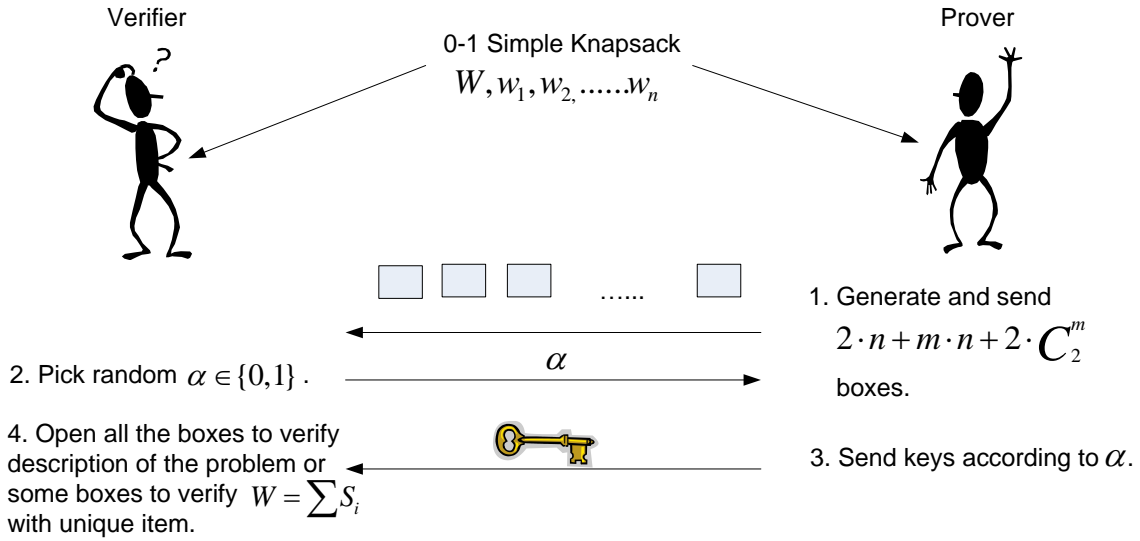 Verifier
Prover
?
0-1 Simple Knapsack
W, w₁, w₂, ......wₙ
…...
1. Generate and send
2·n+m·n+2·C₂ᵐ
boxes.
α
2. Pick random α∈{0,1} .
4. Open all the boxes to verify
description of the problem or
some boxes to verify W=∑Sᵢ
with unique item.
3. Send keys according to α.